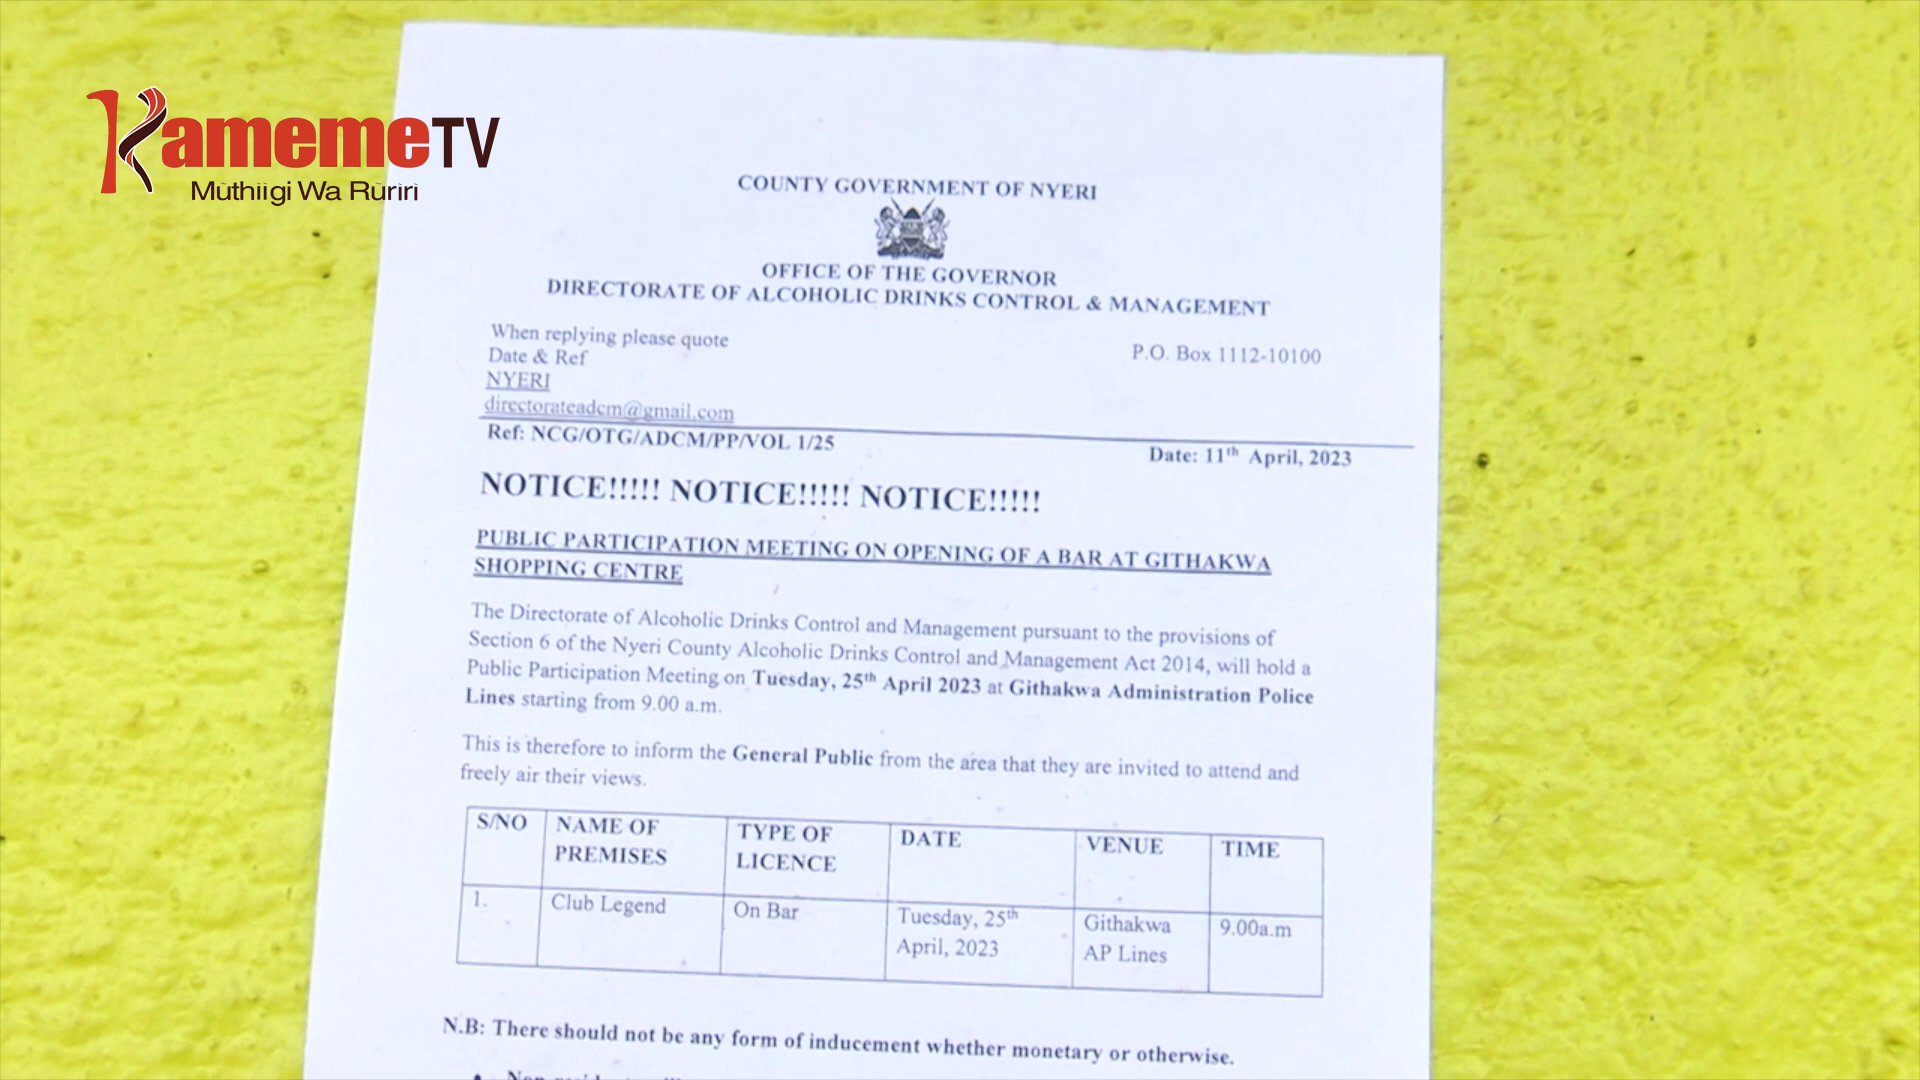 KamemeTV
Mũthiigi Wa Rũrĩrĩ
COUNTY GOVERNMENT OF NYERI
OFFICE OF THE GOVERNOR
DIRECTORATE OF ALCOHOLIC DRINKS CONTROL & MANAGEMENT
When replying please quote
Date & Ref
P.O. Box 1112-10100
NYERI
directorateadcm@gmail.com
Ref: NCG/OTG/ADCM/PP/VOL 1/25
Date: 11th April, 2023
NOTICE!!!!! NOTICE!!!!! NOTICE!!!!!
PUBLIC PARTICIPATION MEETING ON OPENING OF A BAR AT GITHAKWA
SHOPPING CENTRE
The Directorate of Alcoholic Drinks Control and Management pursuant to the provisions of
Section 6 of the Nyeri County Alcoholic Drinks Control and Management Act 2014, will hold a
Public Participation Meeting on Tuesday, 25th April 2023 at Githakwa Administration Police
Lines starting from 9.00 a.m.
This is therefore to inform the General Public from the area that they are invited to attend and
freely air their views.
S/NO NAME OF PREMISES TYPE OF LICENCE DATE VENUE TIME
1. Club Legend On Bar Tuesday, 25th April, 2023 Githakwa AP Lines 9.00a.m
N.B: There should not be any form of inducement whether monetary or otherwise.